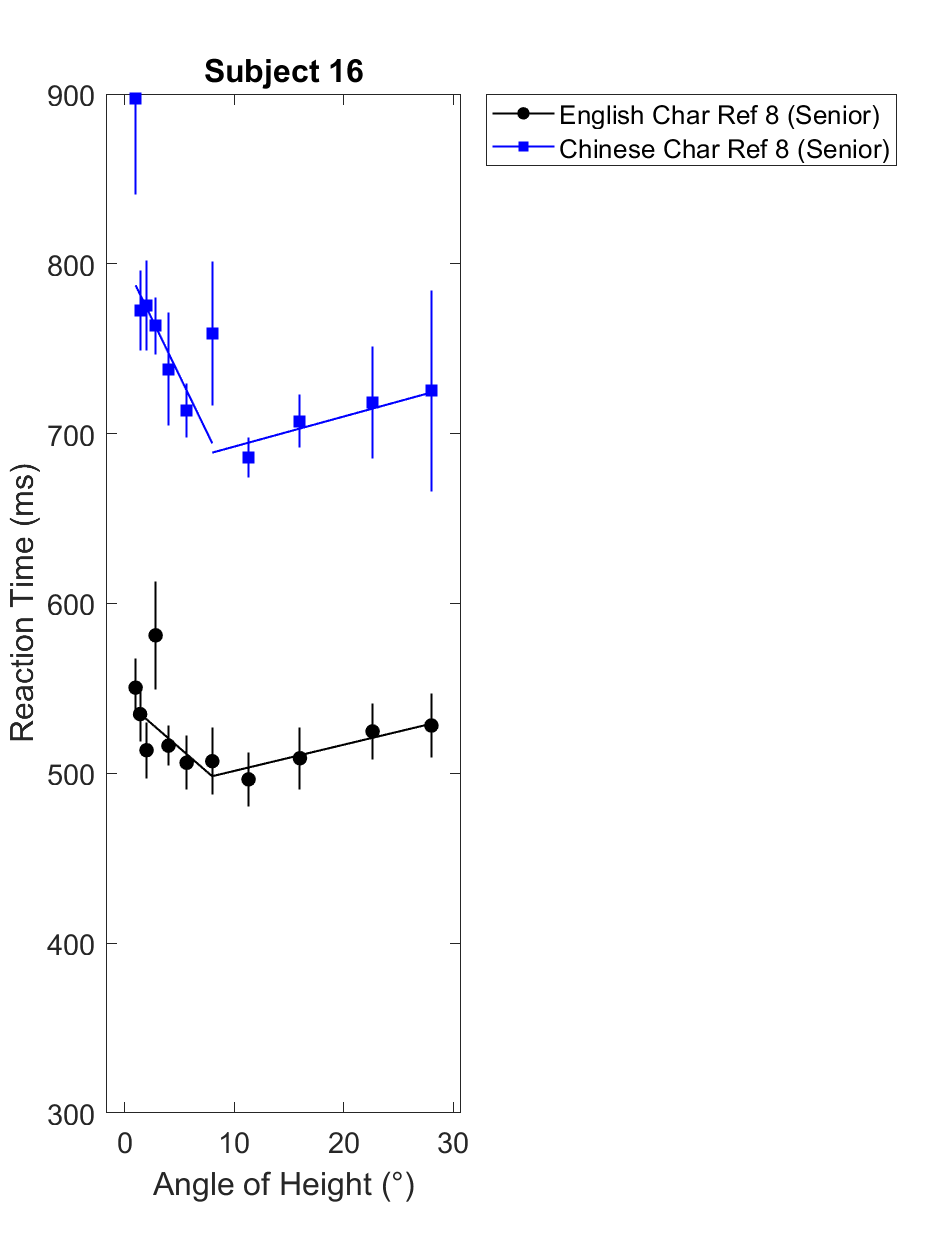 Subject 16
900
800
700
600
500
400
300
0 10 20 30
Reaction Time (ms)
Angle of Height (°)
English Char Ref 8 (Senior)
Chinese Char Ref 8 (Senior)